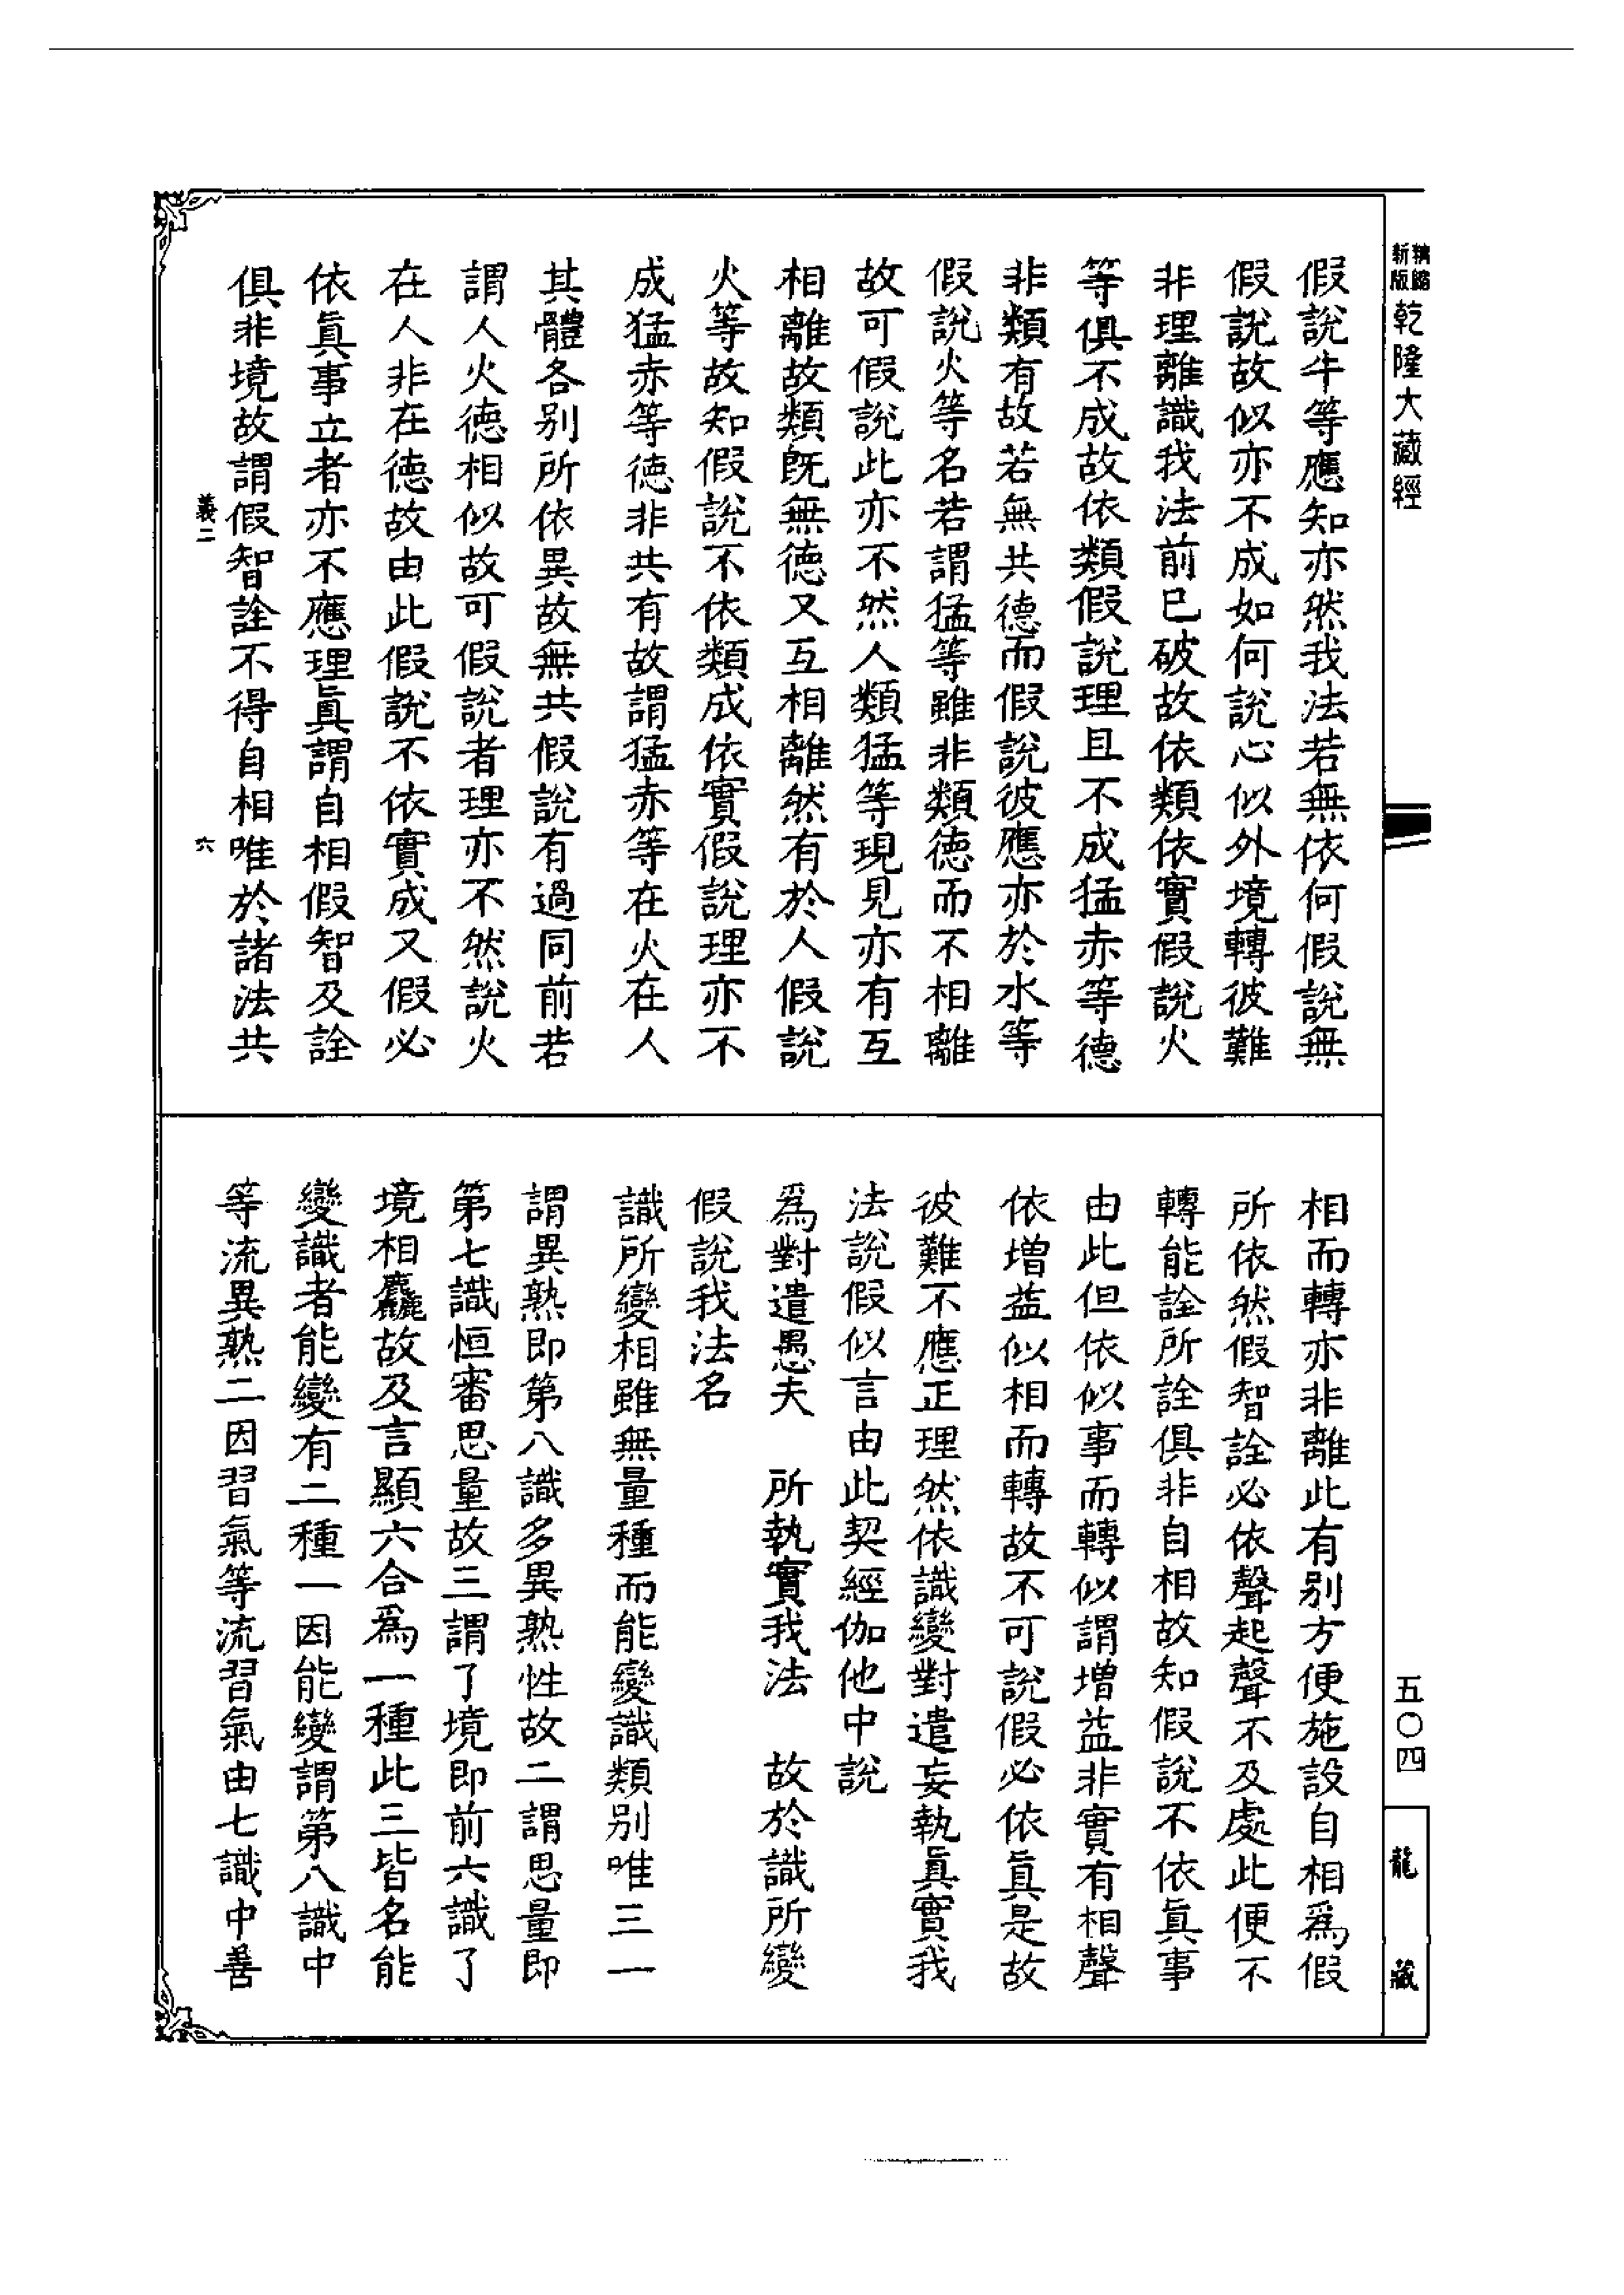 新版精縮乾隆大藏經
假說牛等應知亦然我法若無依何假說無
假說故似亦不成如何說心似外境轉彼難
非理離識我法前已破故依類依實假說火
等俱不成故依類假說理且不成猛赤等德
非類有故若無共德而假說彼應亦於水等
假說火等名若謂猛等雖非類德而不相離
故可假說此亦不然人類猛等現見亦有互
相離故類旣無德又互相離然有於人假說
火等故知假說不依類成依實假說理亦不
成猛赤等德非共有故謂猛赤等在火在人
其體各別所依異故無共假說有過同前若
謂人火德相似故可假說者理亦不然說火
在人非在德故由此假說不依實成又假必
依眞事立者亦不應理眞謂自相假智及詮
俱非境故謂假智詮不得自相唯於諸法共
義二 六
相而轉亦非離此有別方便施設自相爲假
所依然假智詮必依聲起聲不及處此便不
轉能詮所詮俱非自相故知假說不依眞事
由此但依似事而轉似謂增益非實有相聲
依增益似相而轉故不可說假必依眞是故
彼難不應正理然依識變對遣妄執眞實我
法說假似言由此契經伽他中說
爲對遣愚夫 所執實我法 故於識所變
假說我法名
識所變相雖無量種而能變識類別唯三一
謂異熟即第八識多異熟性故二謂思量即
第七識恒審思量故三謂了境即前六識了
境相麤故及言顯六合爲一種此三皆名能
變識者能變有二種一因能變謂第八識中
等流異熟二因習氣等流習氣由七識中善
五〇四
龍藏